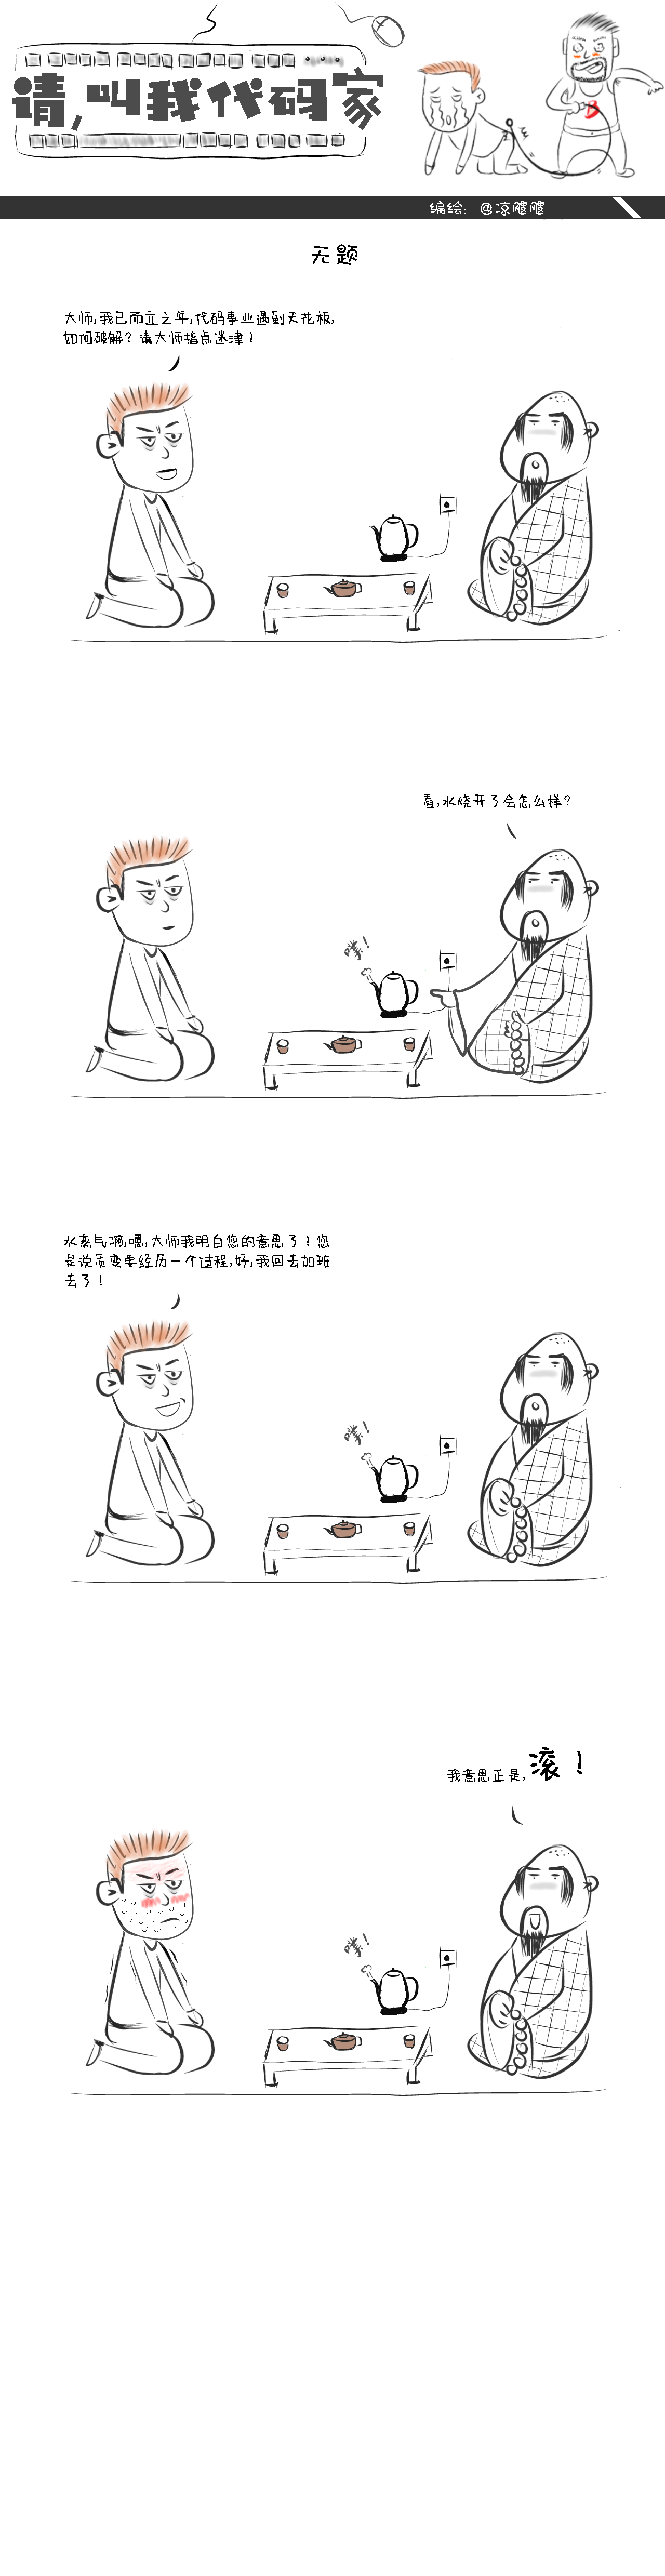 请,叫我代码家
B
编绘：@凉飕飕
无题
大师,我已而立之年,代码事业遇到天花板,
如何破解？请大师指点迷津！
看,水烧开了会怎么样？
噗！
水蒸气啊,嗯,大师我明白您的意思了！您
是说质变要经历一个过程,好,我回去加班
去了！
噗！
我意思正是,滚！
噗！